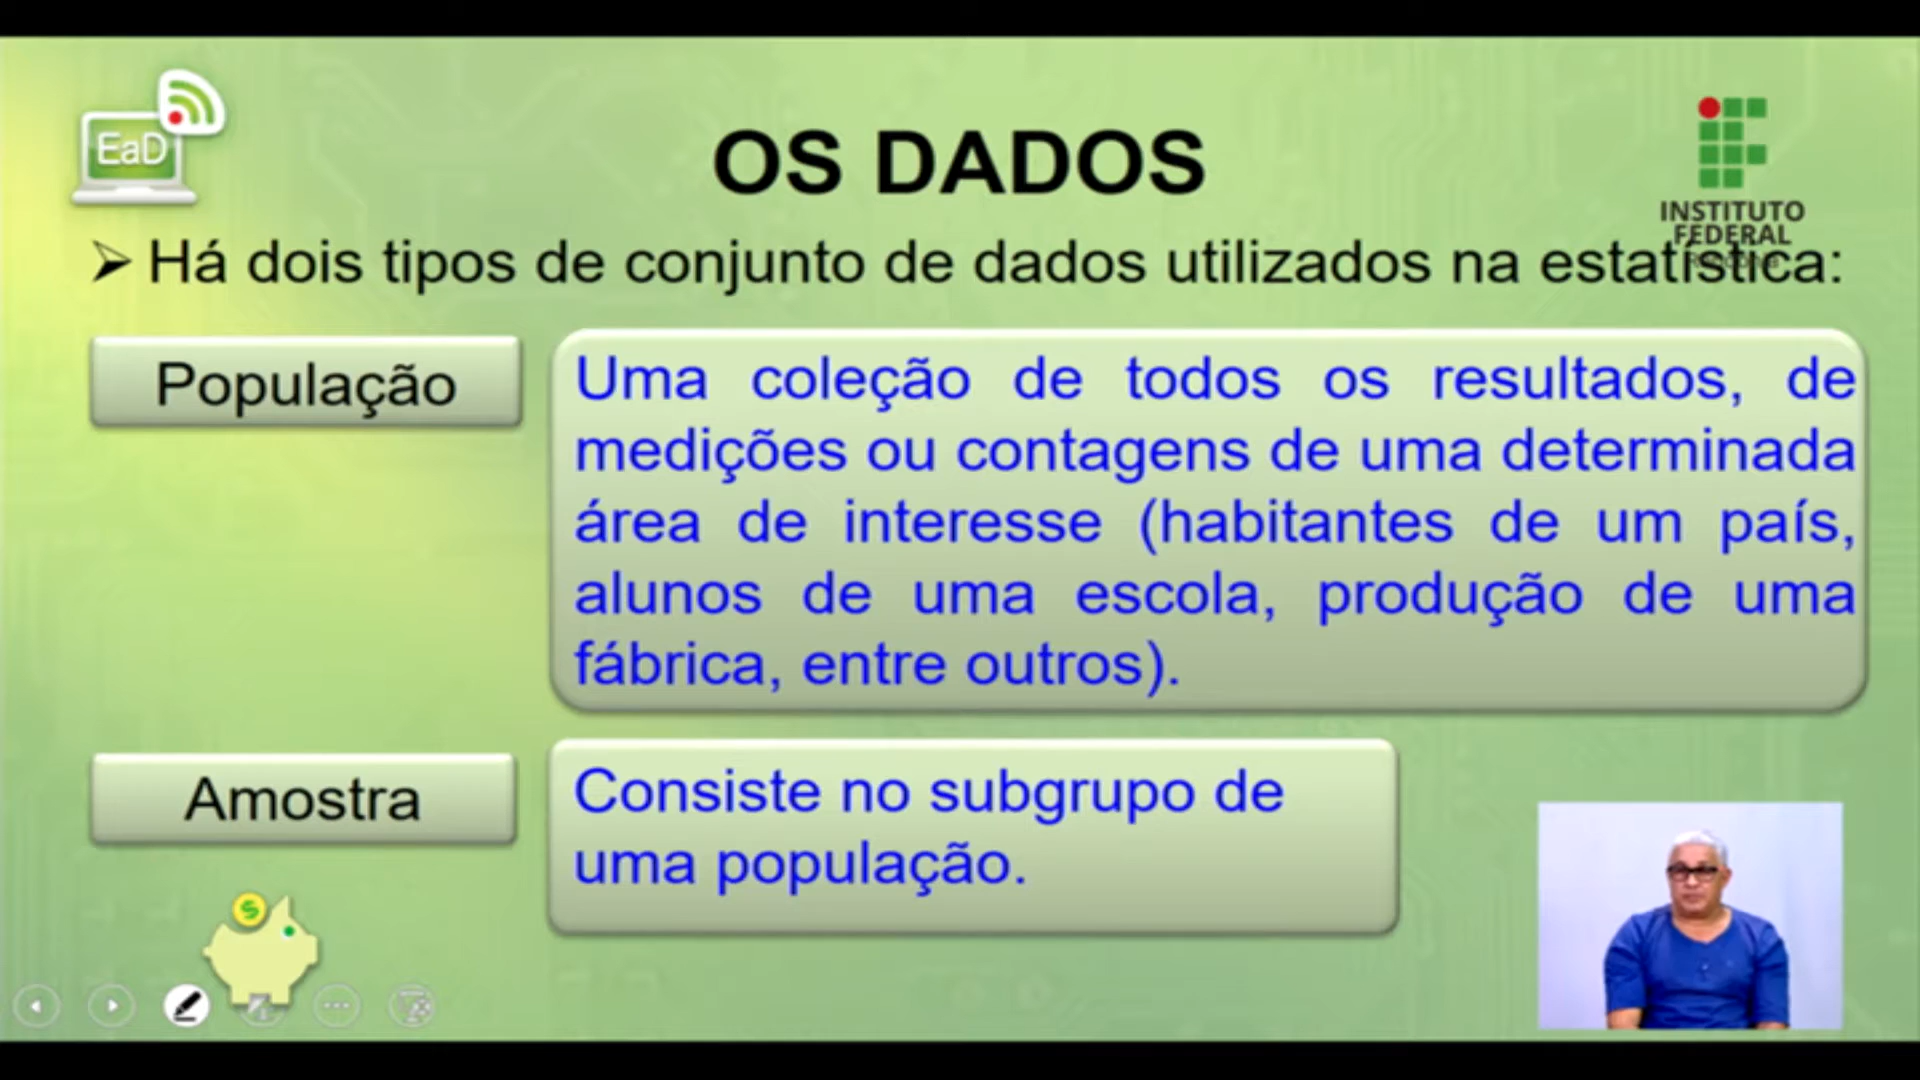 EaD
OS DADOS
INSTITUTO
FEDERAL
Há dois tipos de conjunto de dados utilizados na estatística:
População
Uma coleção de todos os resultados, de
medições ou contagens de uma determinada
área de interesse (habitantes de um país,
alunos de uma escola, produção de uma
fábrica, entre outros).
Amostra
Consiste no subgrupo de
uma população.
$